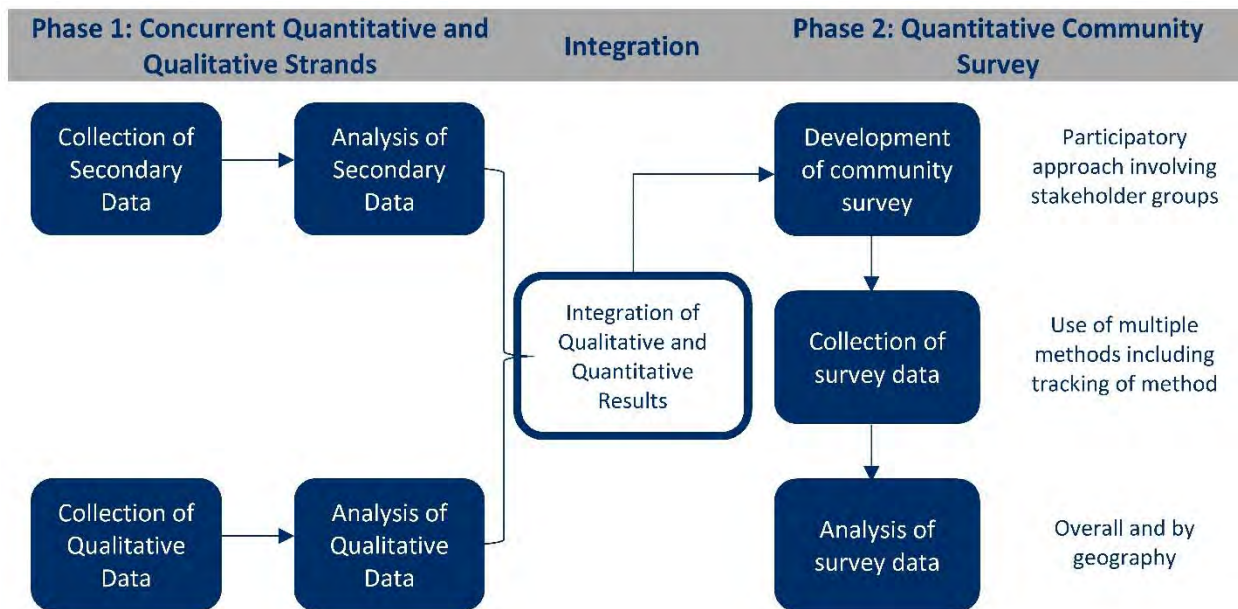 Phase 1: Concurrent Quantitative and
Qualitative Strands
Integration
Phase 2: Quantitative Community
Survey
Collection of
Secondary
Data
Analysis of
Secondary
Data
Development
of community
survey
Participatory
approach involving
stakeholder groups
Integration of
Qualitative and
Quantitative
Results
Collection of
survey data
Use of multiple
methods including
tracking of method
Collection of
Qualitative
Data
Analysis of
Qualitative
Data
Analysis of
survey data
Overall and by
geography